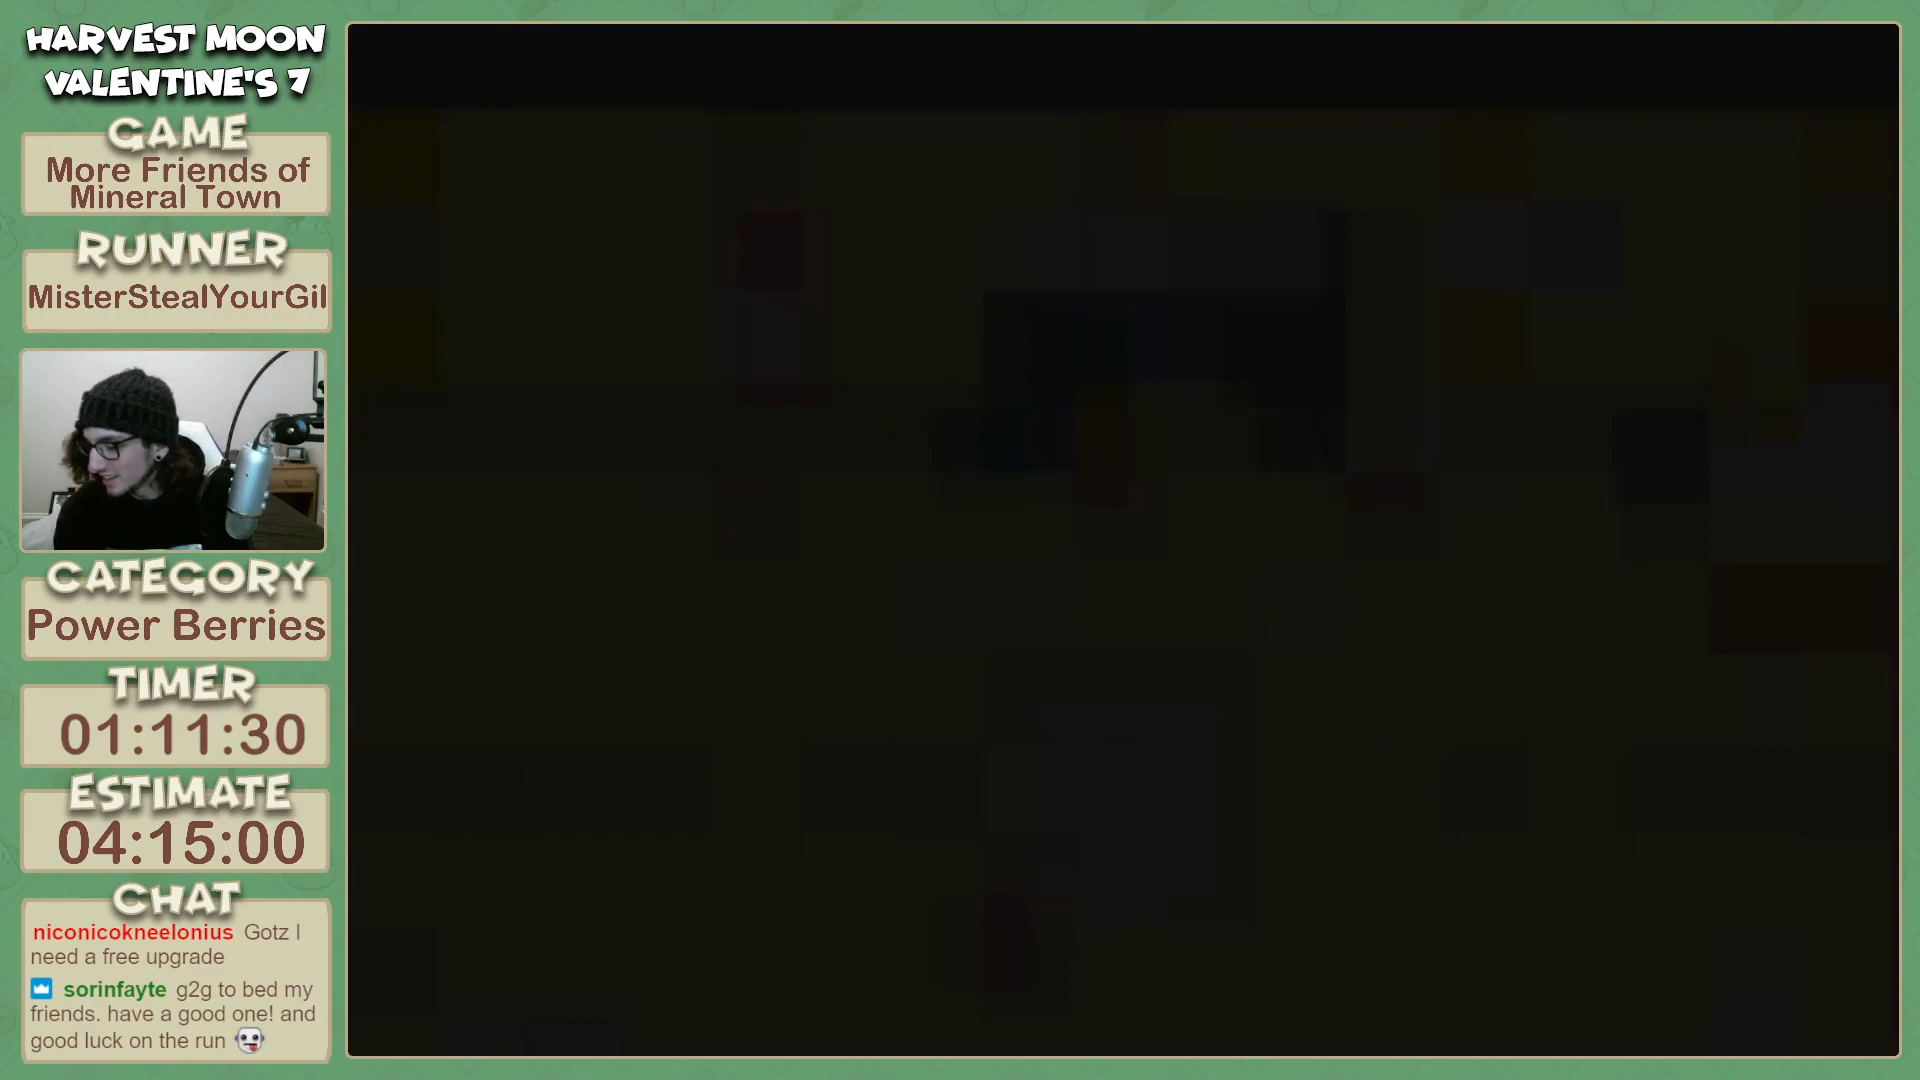 HARVEST MOON
VALENTINE'S 7
GAME
More Friends of
Mineral Town
RUNNER
MisterStealYourGil
CATEGORY
Power Berries
TIMER
01:11:30
ESTIMATE
04:15:00
CHAT
niconicokneelonius Gotz I
need a free upgrade
sorinfayte g2g to bed my
friends. have a good one! and
good luck on the run